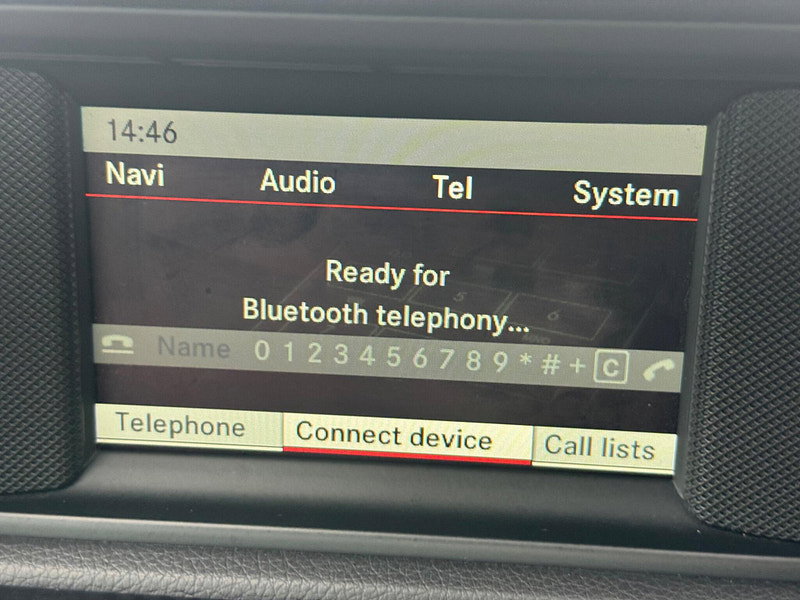 14:46
Navi Audio Tel System
Ready for
Bluetooth telephony...
Name 0 1 2 3 4 5 6 7 8 9 * # + C
Telephone Connect device Call lists